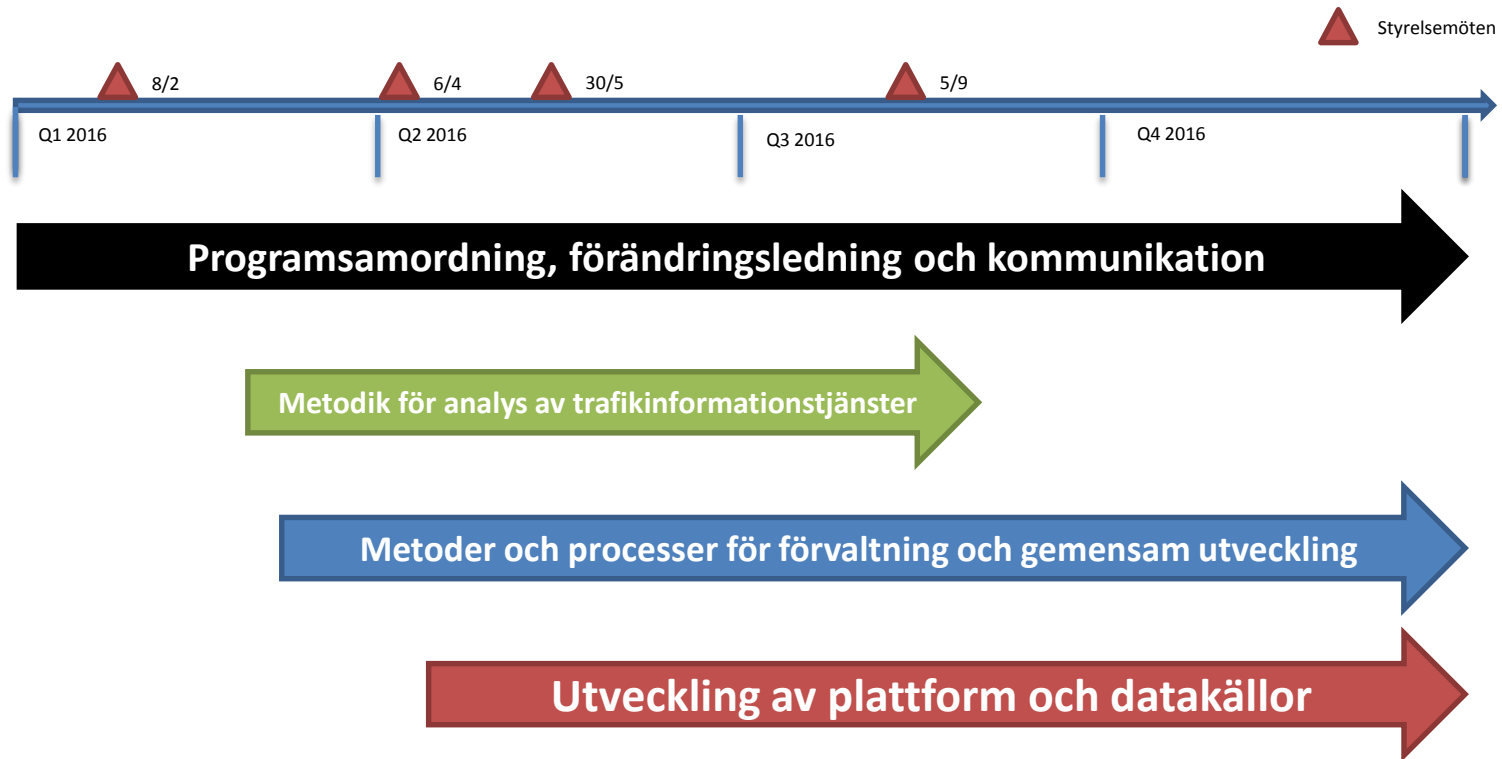 Styrelsemöten
8/2
6/4
30/5
5/9
Q1 2016
Q2 2016
Q3 2016
Q4 2016
Programsamordning, förändringsledning och kommunikation
Metodik för analys av trafikinformationstjänster
Metoder och processer för förvaltning och gemensam utveckling
Utveckling av plattform och datakällor